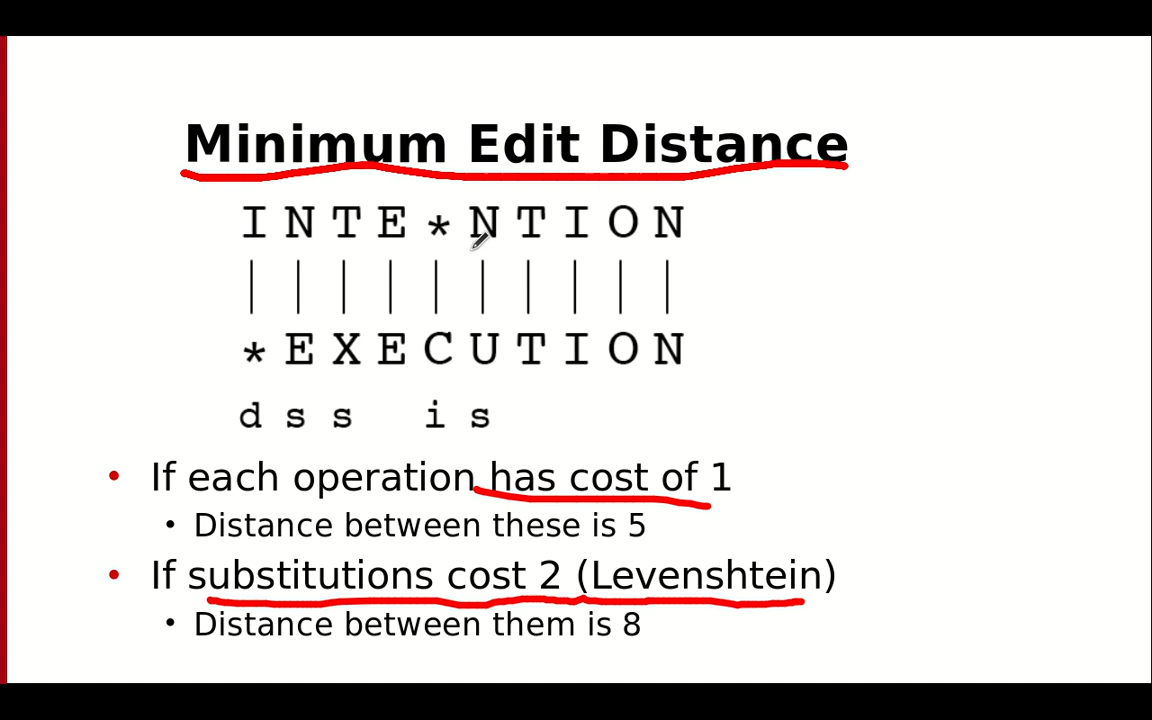 Minimum Edit Distance
I N T E * N T I O N
| | | | | | | | | |
* E X E C U T I O N
d s s i s
• If each operation has cost of 1
• Distance between these is 5
• If substitutions cost 2 (Levenshtein)
• Distance between them is 8